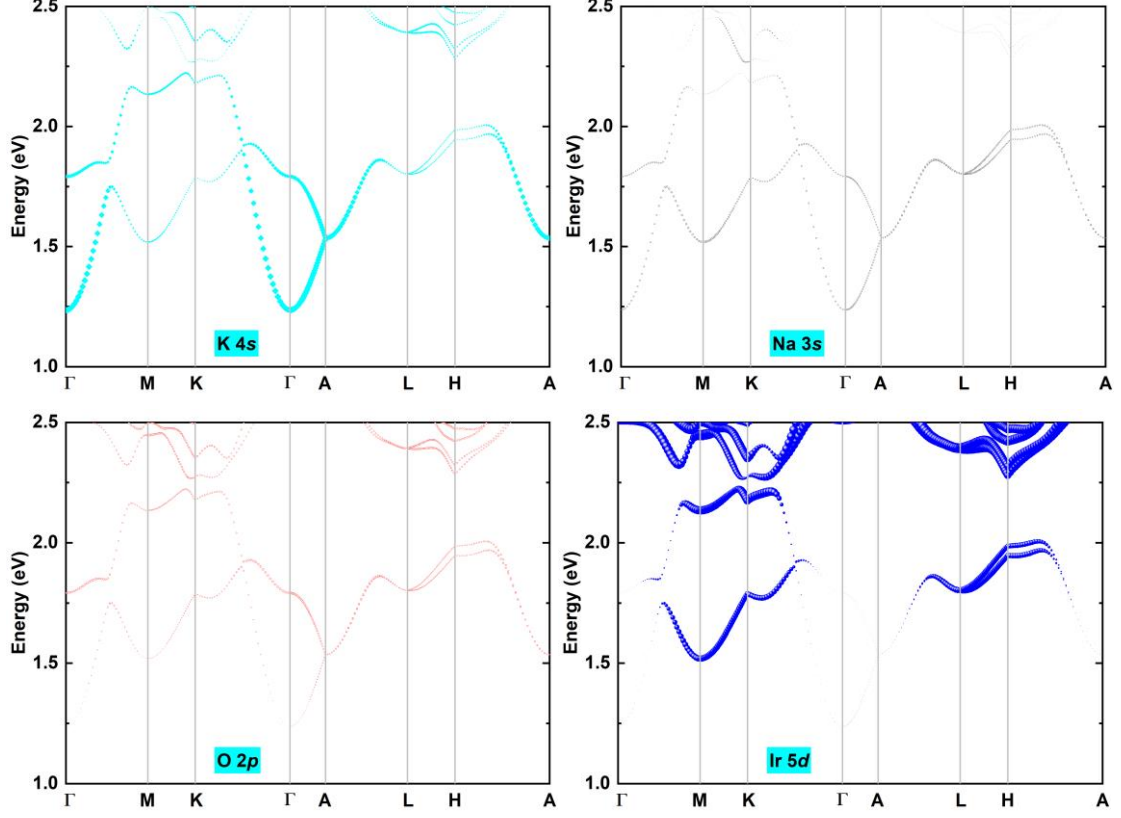 2.5
2.0
1.5
1.0
Energy (eV)
K 4s
Γ M K Γ A L H A
2.5
2.0
1.5
1.0
Energy (eV)
Na 3s
Γ M K Γ A L H A
2.5
2.0
1.5
1.0
Energy (eV)
O 2p
Γ M K Γ A L H A
2.5
2.0
1.5
1.0
Energy (eV)
Ir 5d
Γ M K Γ A L H A